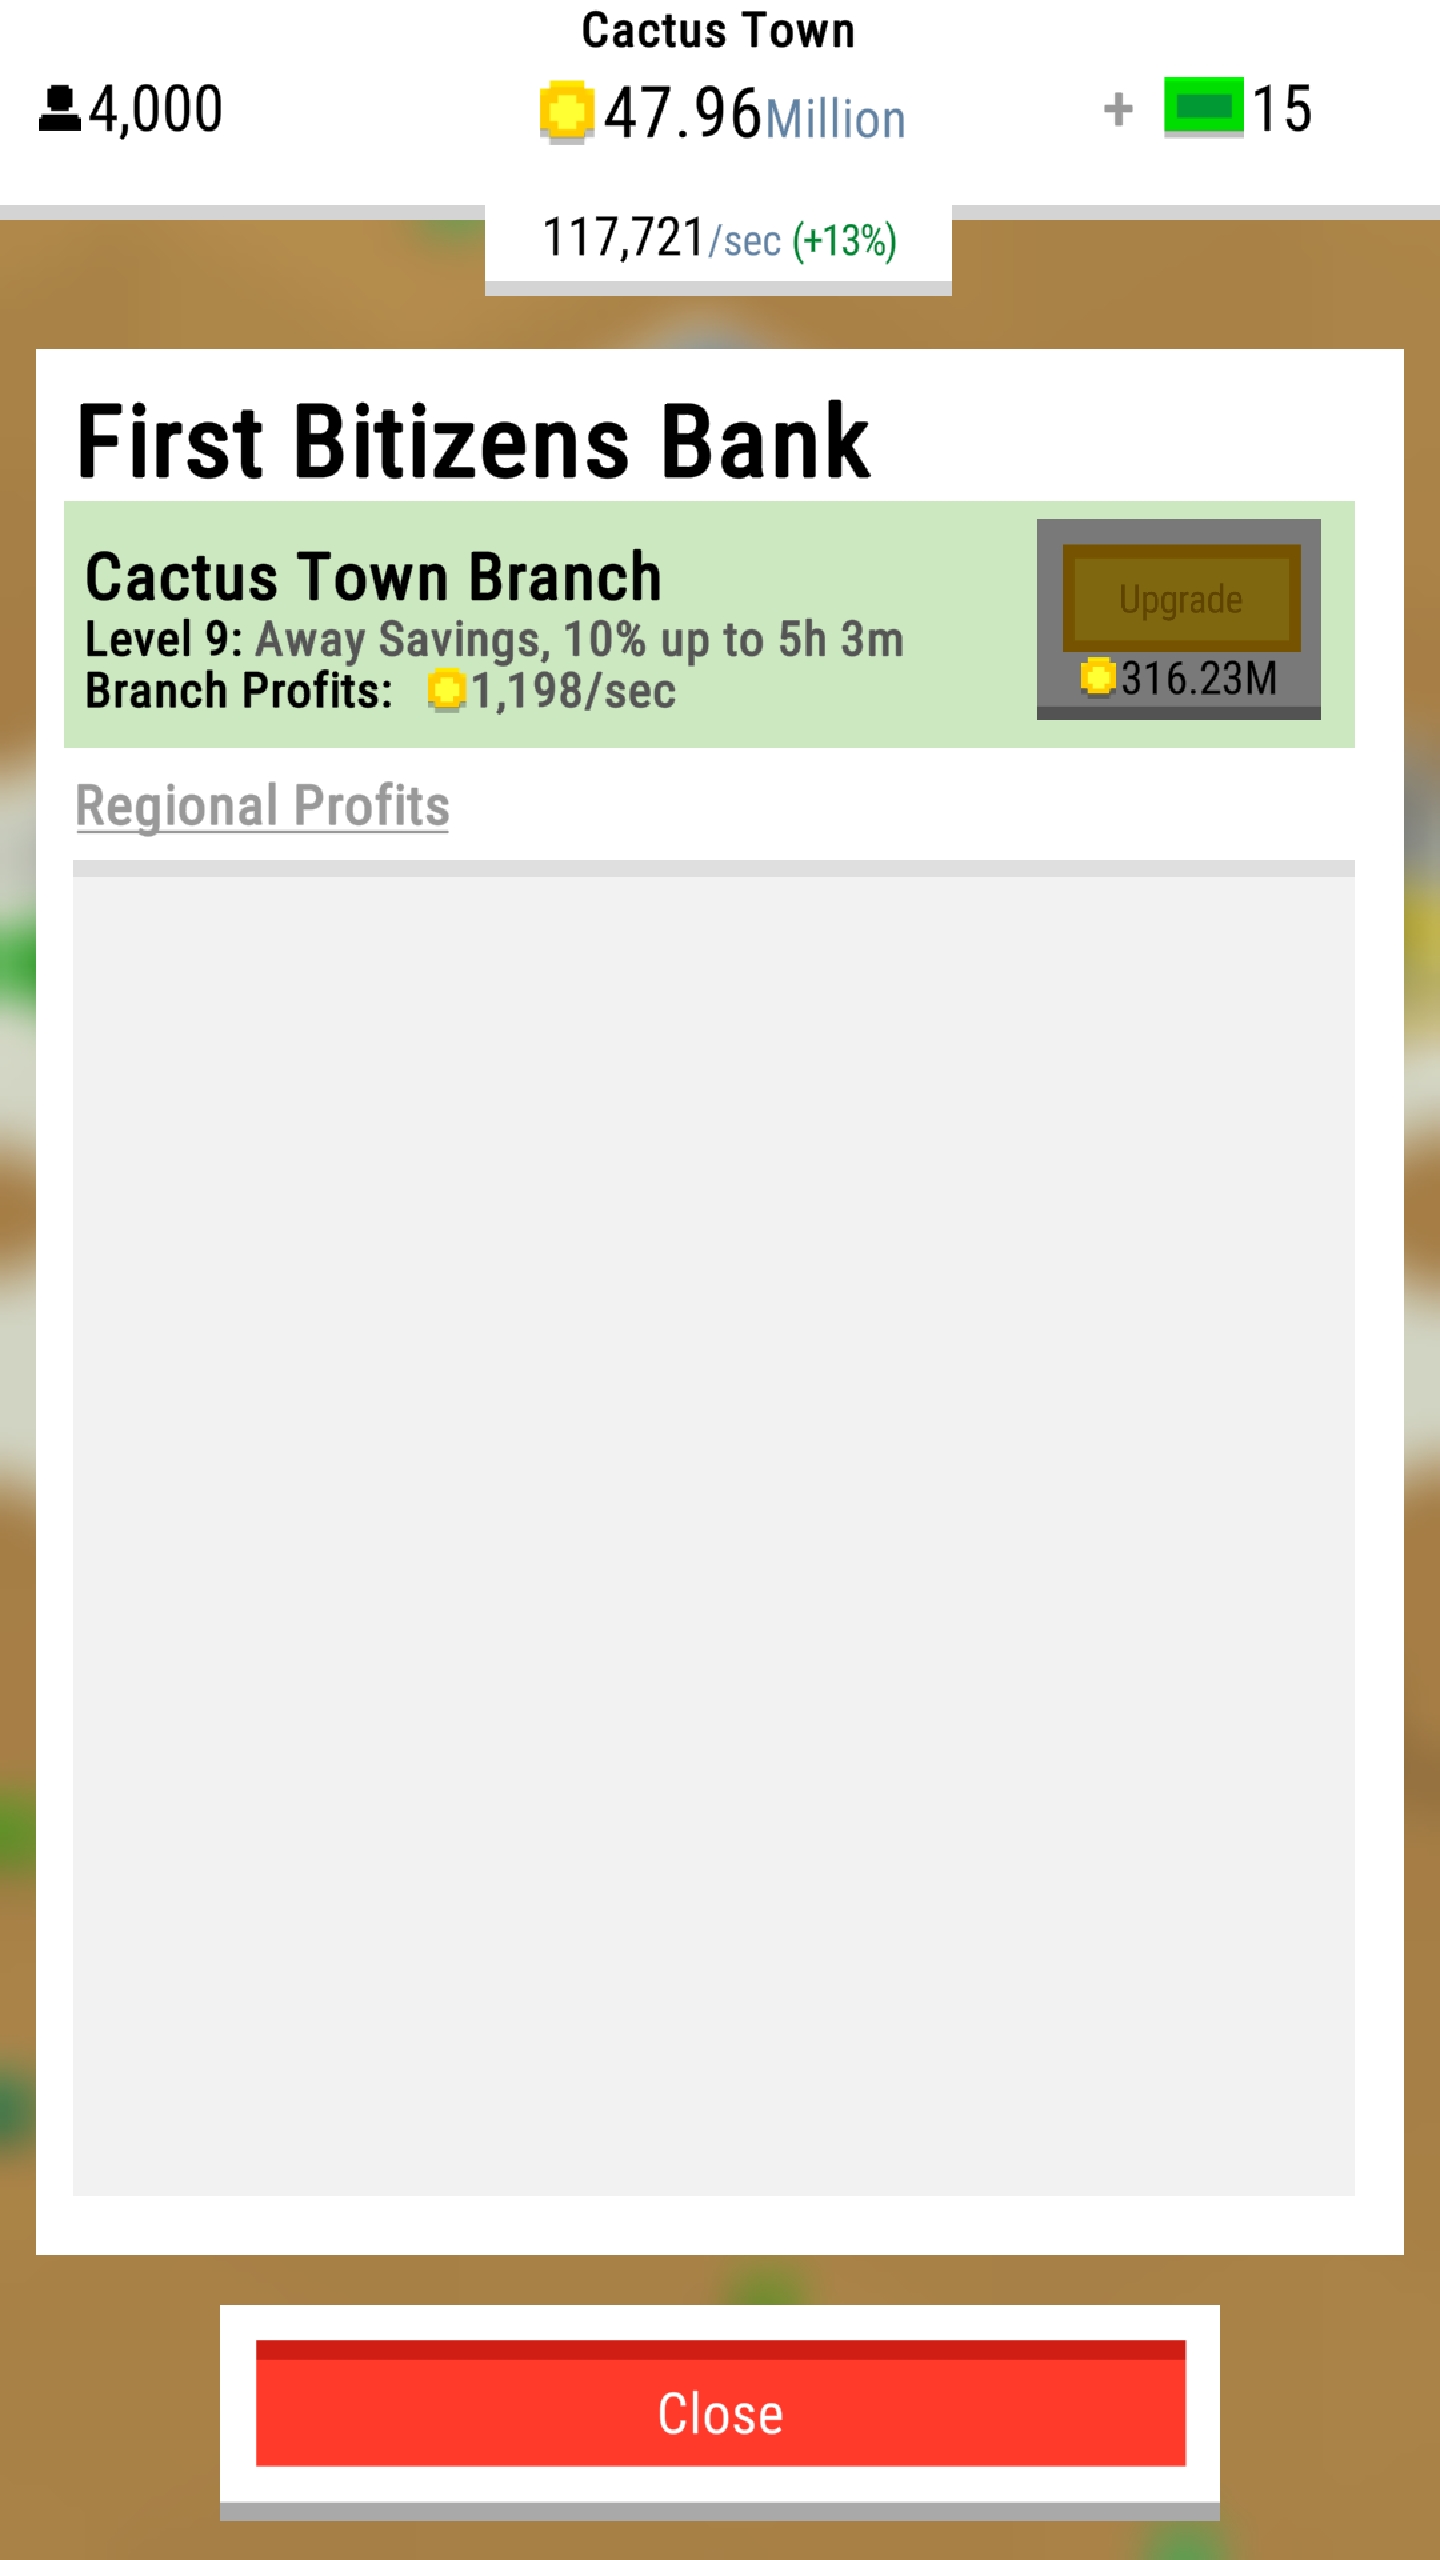 Cactus Town
4,000
47.96Million
+ 15
117,721/sec (+13%)
First Bitizens Bank
Cactus Town Branch
Level 9: Away Savings, 10% up to 5h 3m
Branch Profits: 1,198/sec
Upgrade
316.23M
Regional Profits
Close